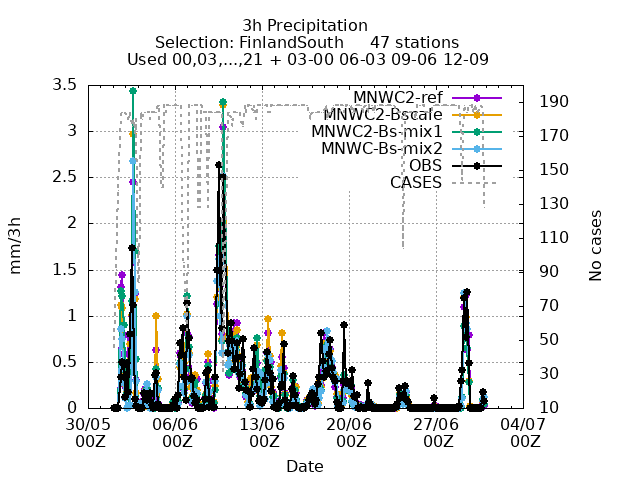 3h Precipitation
Selection: FinlandSouth 47 stations
Used 00,03,...,21 + 03-00 06-03 09-06 12-09
MNWC2-ref
MNWC2-Bscale
MNWC2-Bs-mix1
MNWC-Bs-mix2
OBS
CASES
3.5
3
2.5
2
1.5
1
0.5
0
mm/3h
190
170
150
130
110
90
70
50
30
10
No cases
30/05 06/06 13/06 20/06 27/06 04/07
00Z 00Z 00Z 00Z 00Z 00Z
Date